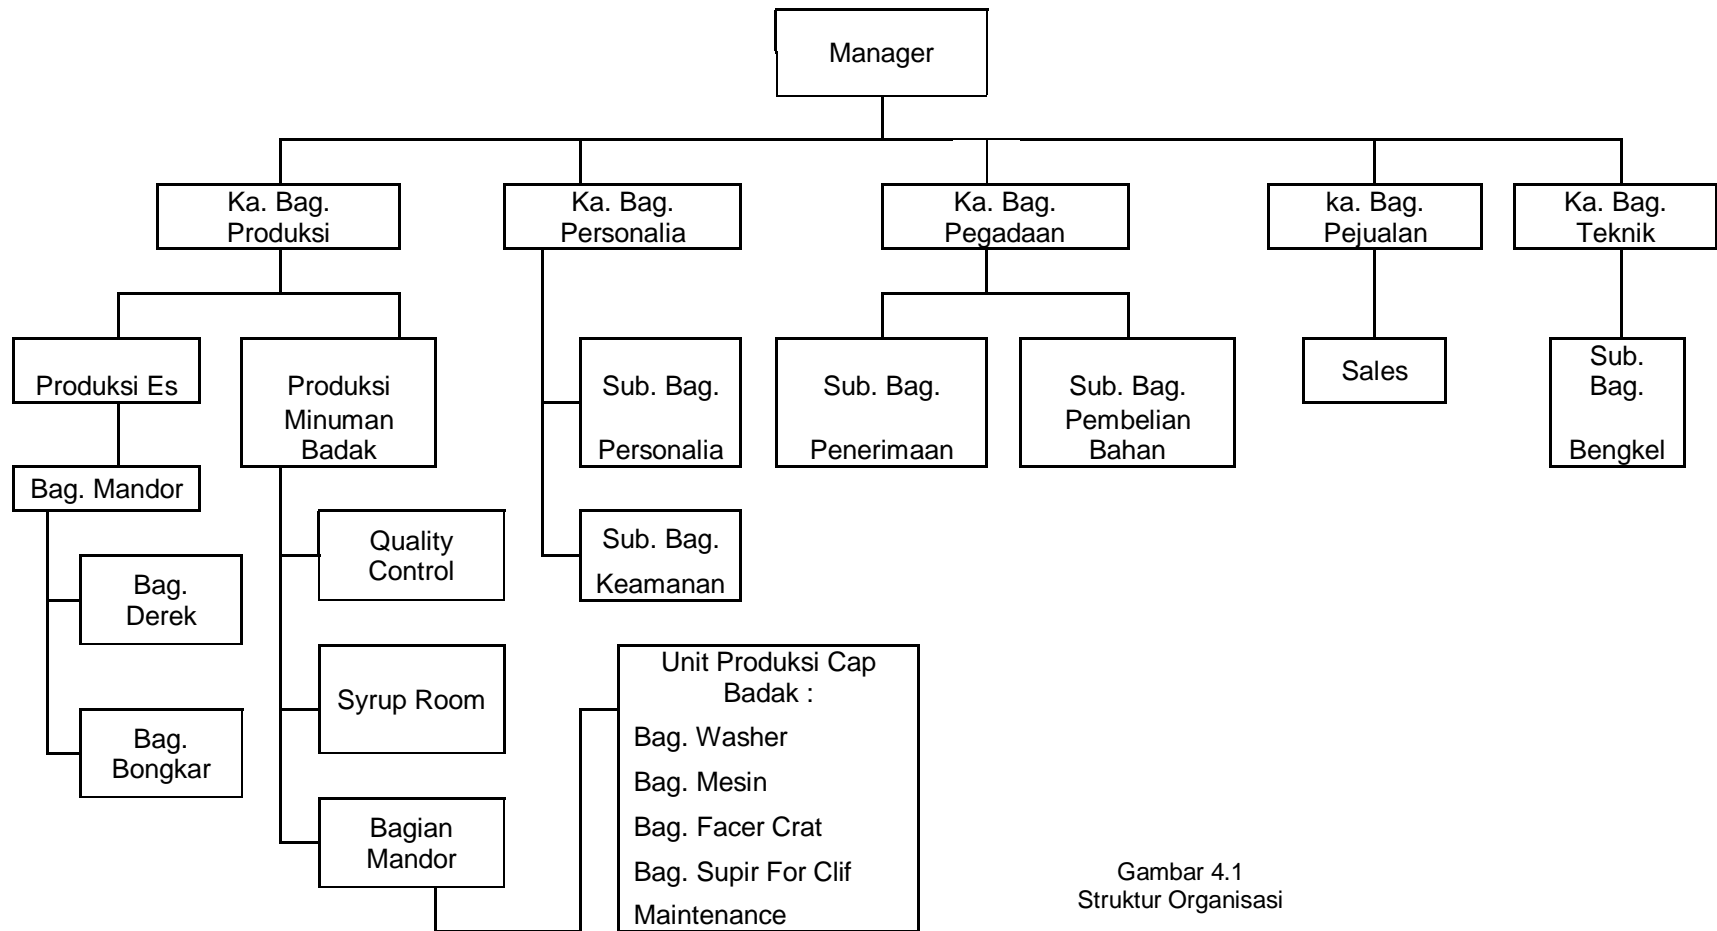 Manager
Ka. Bag.
Produksi
Ka. Bag.
Personalia
Ka. Bag.
Pegadaan
ka. Bag.
Pejualan
Ka. Bag.
Teknik
Produksi Es
Produksi
Minuman
Badak
Sub. Bag.
Personalia
Sub. Bag.
Penerimaan
Sub. Bag.
Pembelian
Bahan
Sales
Sub.
Bag.
Bengkel
Bag. Mandor
Quality
Control
Sub. Bag.
Keamanan
Bag.
Derek
Syrup Room
Unit Produksi Cap
Badak :
Bag. Washer
Bag. Mesin
Bag. Facer Crat
Bag. Supir For Clif
Maintenance
Bag.
Bongkar
Bagian
Mandor
Gambar 4.1
Struktur Organisasi